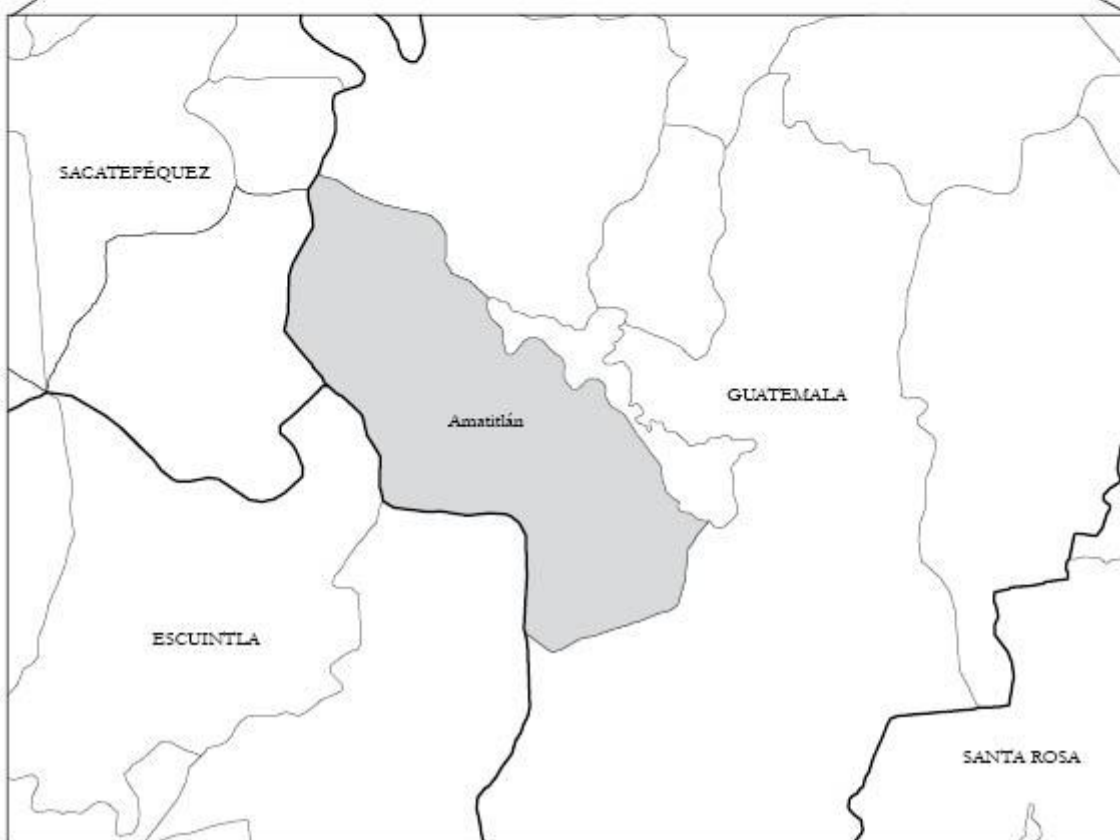 SACATEPÉQUEZ
GUATEMALA
Amatitlán
ESCUINTLA
SANTA ROSA